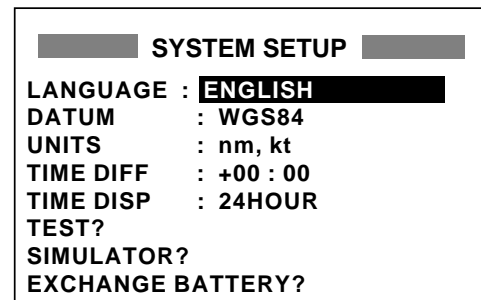 SYSTEM SETUP
LANGUAGE : ENGLISH
DATUM : WGS84
UNITS : nm, kt
TIME DIFF : +00 : 00
TIME DISP : 24HOUR
TEST?
SIMULATOR?
EXCHANGE BATTERY?